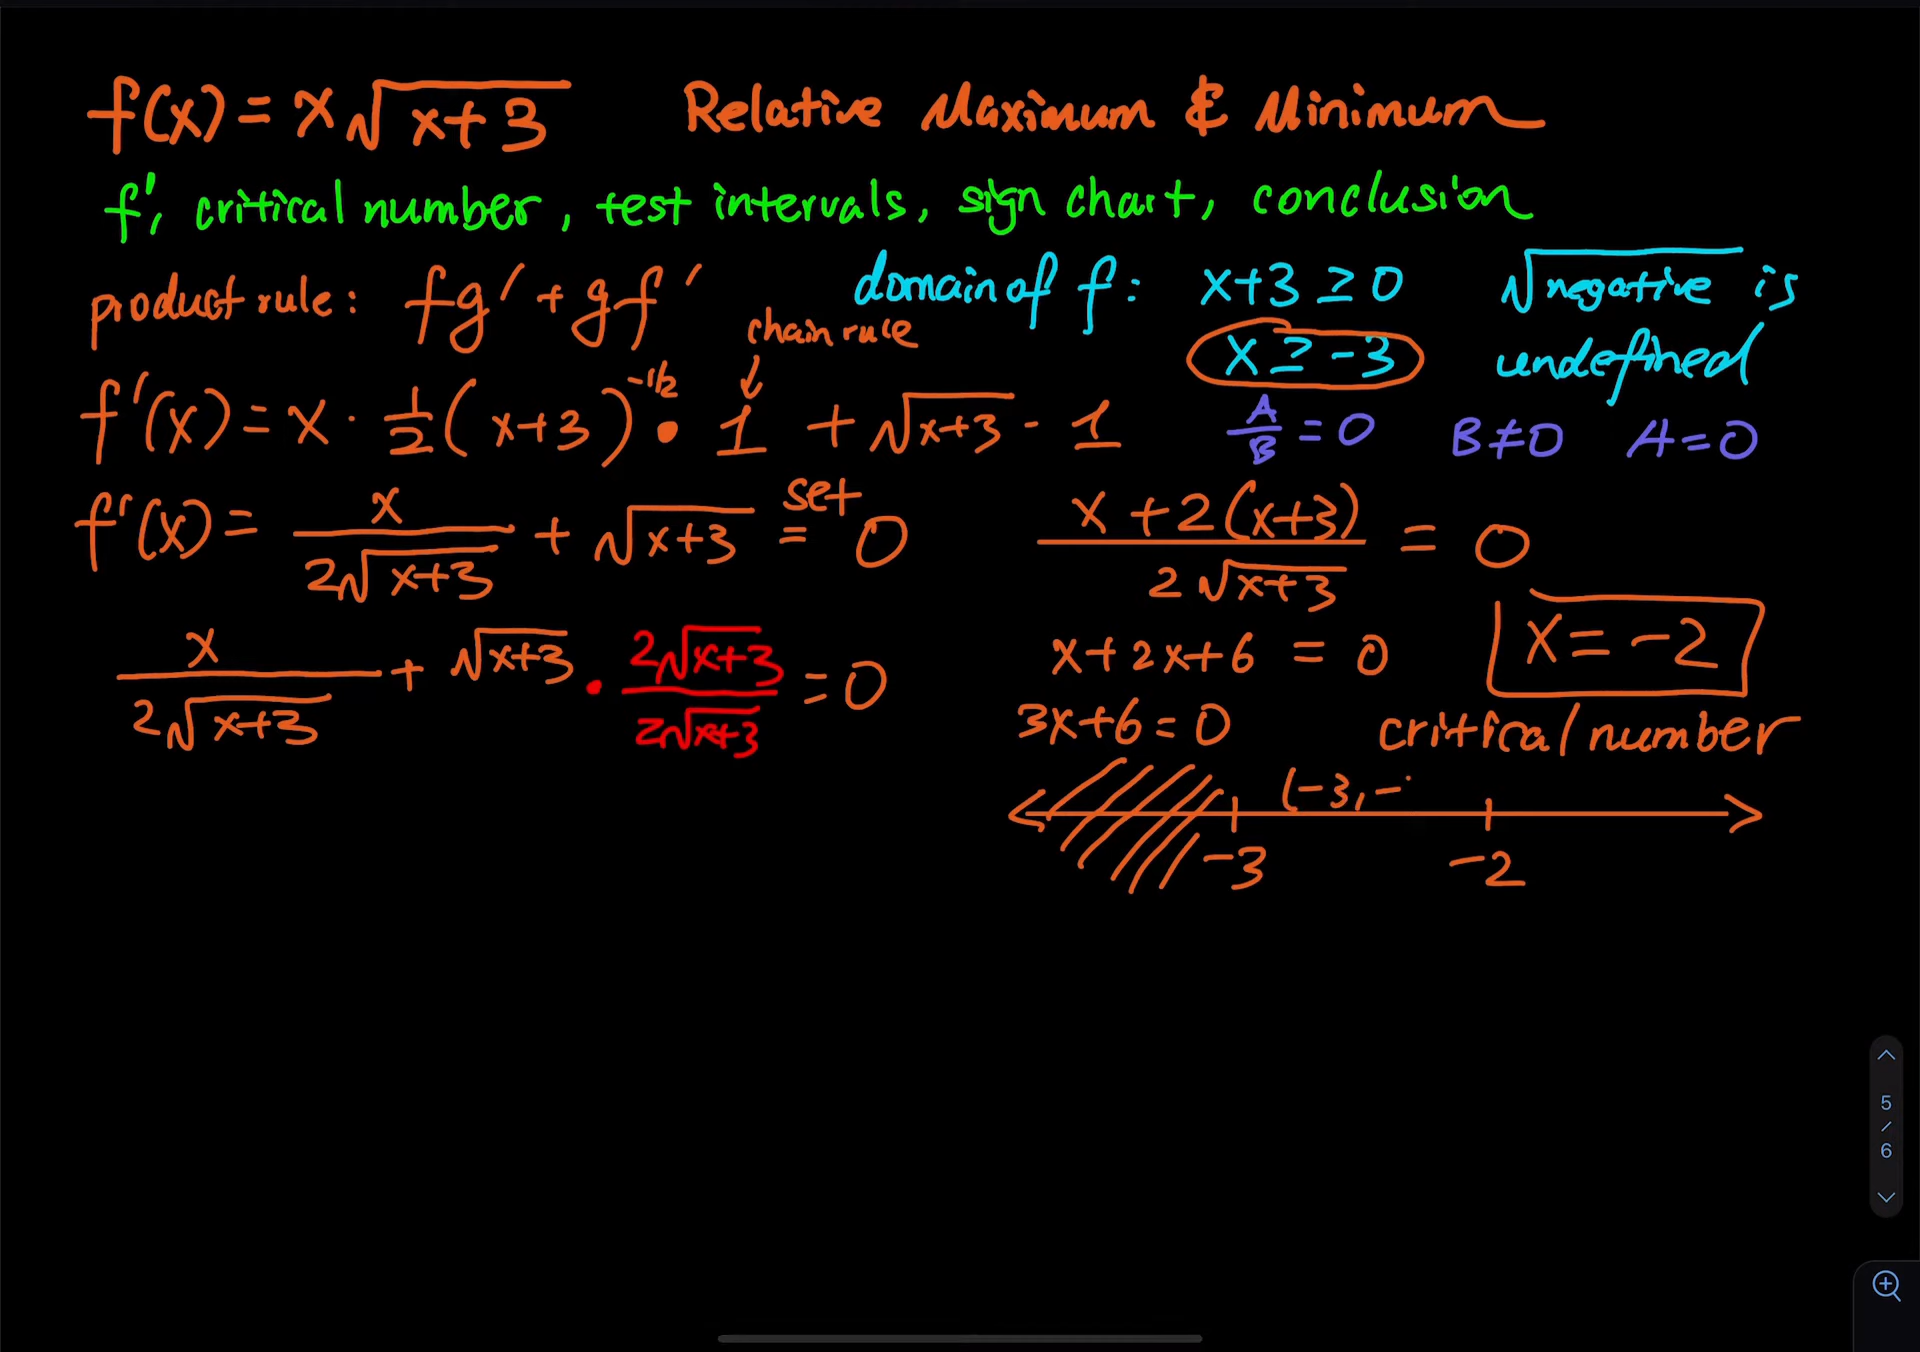 f(x) = x√(x+3) Relative Maximum & Minimum
f', critical number, test intervals, sign chart, conclusion
product rule: fg' + gf'
chain rule
domain of f: x+3 ≥ 0
x ≥ -3
√negative is
undefined
f'(x) = x · 1/2 (x+3)^(-1/2) • 1 + √(x+3) - 1
A/B = 0 B≠0 A=0
f'(x) = x/(2√(x+3)) + √(x+3) set = 0
x/(2√(x+3)) + √(x+3) · (2√(x+3))/(2√(x+3)) = 0
(x + 2(x+3))/(2√(x+3)) = 0
x+2x+6 = 0
3x+6 = 0
x = -2
critical number
(-3, -
-3 -2
5
/
6